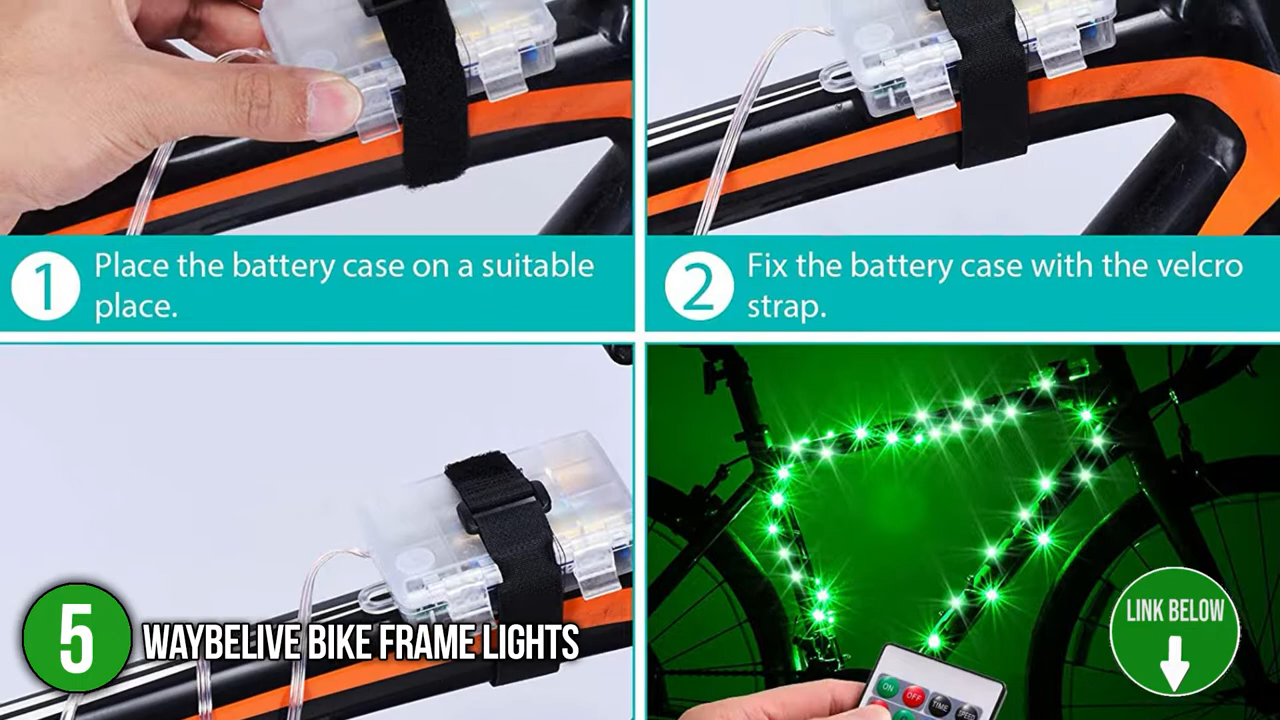 1 Place the battery case on a suitable
place.
2 Fix the battery case with the velcro
strap.
5 WAYBELIVE BIKE FRAME LIGHTS
LINK BELOW
ON OFF TIME SPEED